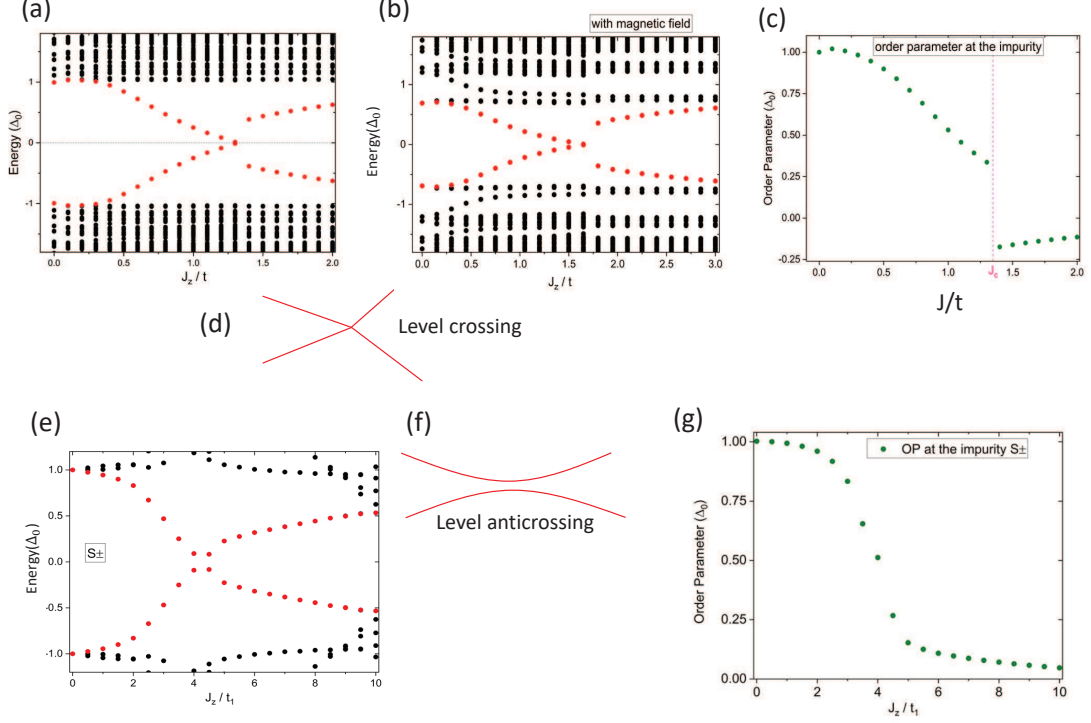 (a)
(b)
(c)
with magnetic field
order parameter at the impurity
Energy (Δ₀)
1
0
-1
0.0 0.5 1.0 1.5 2.0
J_z / t
Energy(Δ₀)
1
0
-1
0.0 0.5 1.0 1.5 2.0 2.5 3.0
J_z / t
Order Parameter (Δ₀)
1.00
0.75
0.50
0.25
0.00
-0.25
0.0 0.5 1.0 J_c 1.5 2.0
J/t
(d)
Level crossing
(e)
(f)
(g)
Energy(Δ₀)
1.0
0.5
0.0
-0.5
-1.0
S±
0 2 4 6 8 10
J_z / t₁
Level anticrossing
OP at the impurity S±
Order Parameter (Δ₀)
1.00
0.75
0.50
0.25
0.00
0 2 4 6 8 10
J_z / t₁